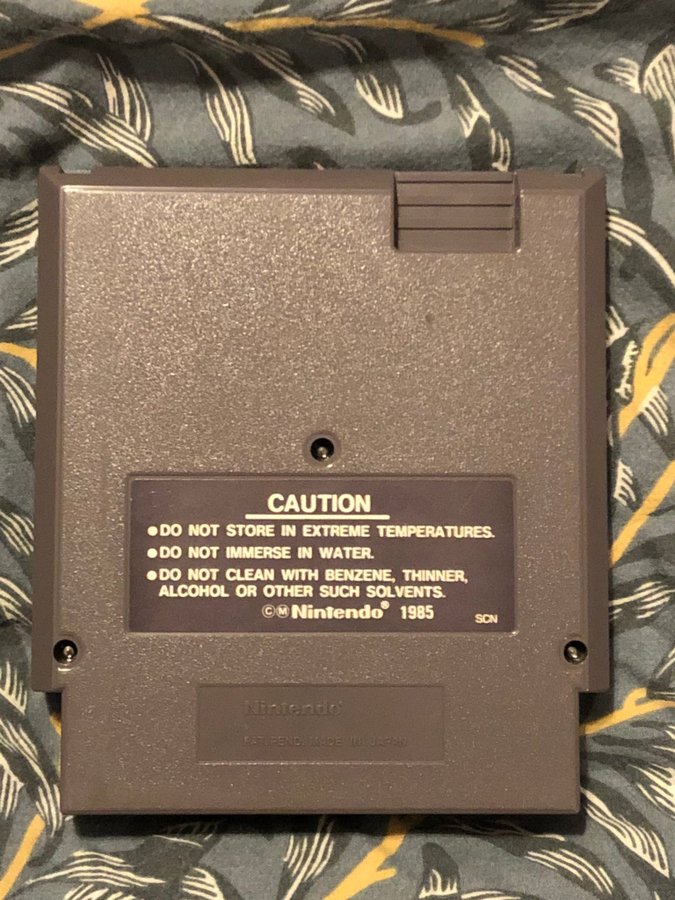 CAUTION
●DO NOT STORE IN EXTREME TEMPERATURES.
●DO NOT IMMERSE IN WATER.
●DO NOT CLEAN WITH BENZENE, THINNER,
ALCOHOL OR OTHER SUCH SOLVENTS.
ⒸⓂ Nintendo® 1985
SCN
Nintendo®
PAT. PEND. MADE IN JAPAN